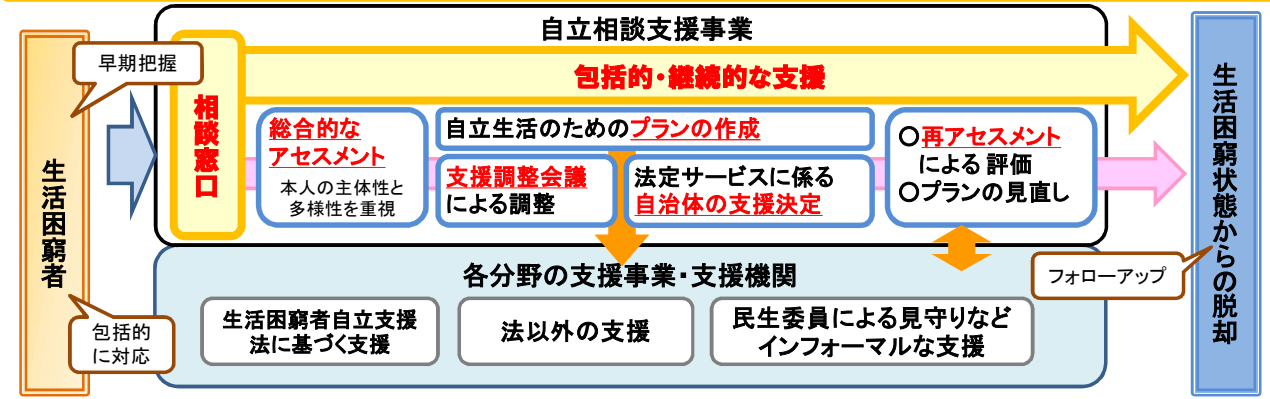 自立相談支援事業
早期把握
包括的・継続的な支援
相談窓口
総合的な
アセスメント
本人の主体性と
多様性を重視
自立生活のためのプランの作成
支援調整会議
による調整
法定サービスに係る
自治体の支援決定
〇再アセスメント
による 評価
〇プランの見直し
生活困窮者
包括的
に対応
各分野の支援事業・支援機関
生活困窮者自立支援
法に基づく支援
法以外の支援
民生委員による見守りなど
インフォーマルな支援
フォローアップ
生活困窮状態からの脱却